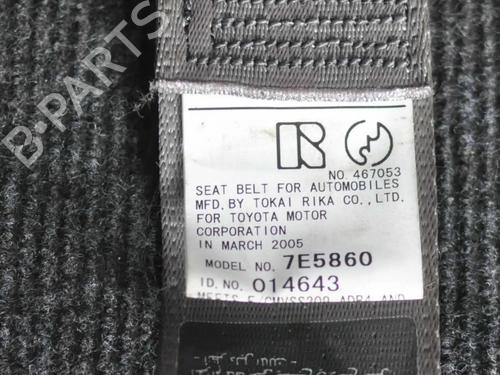 B-PARTS
R
NO. 467053
SEAT BELT FOR AUTOMOBILES
MFD. BY TOKAI RIKA CO., LTD.
FOR TOYOTA MOTOR
CORPORATION
IN MARCH 2005
MODEL NO. 7E5860
ID. NO. 014643